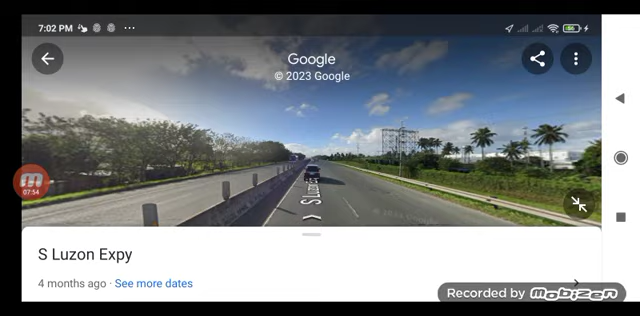 7:02 PM
Google
© 2023 Google
07:54
S Luzon Ex
S Luzon Expy
4 months ago · See more dates
Recorded by Mobizen